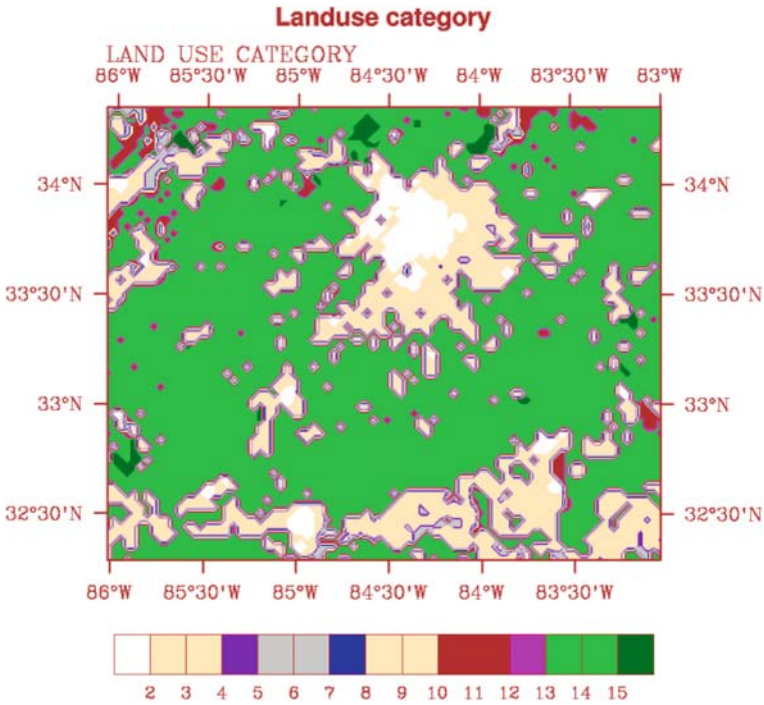 Landuse category
LAND USE CATEGORY
86°W 85°30'W 85°W 84°30'W 84°W 83°30'W 83°W
34°N 34°N
33°30'N 33°30'N
33°N 33°N
32°30'N 32°30'N
86°W 85°30'W 85°W 84°30'W 84°W 83°30'W
2 3 4 5 6 7 8 9 10 11 12 13 14 15